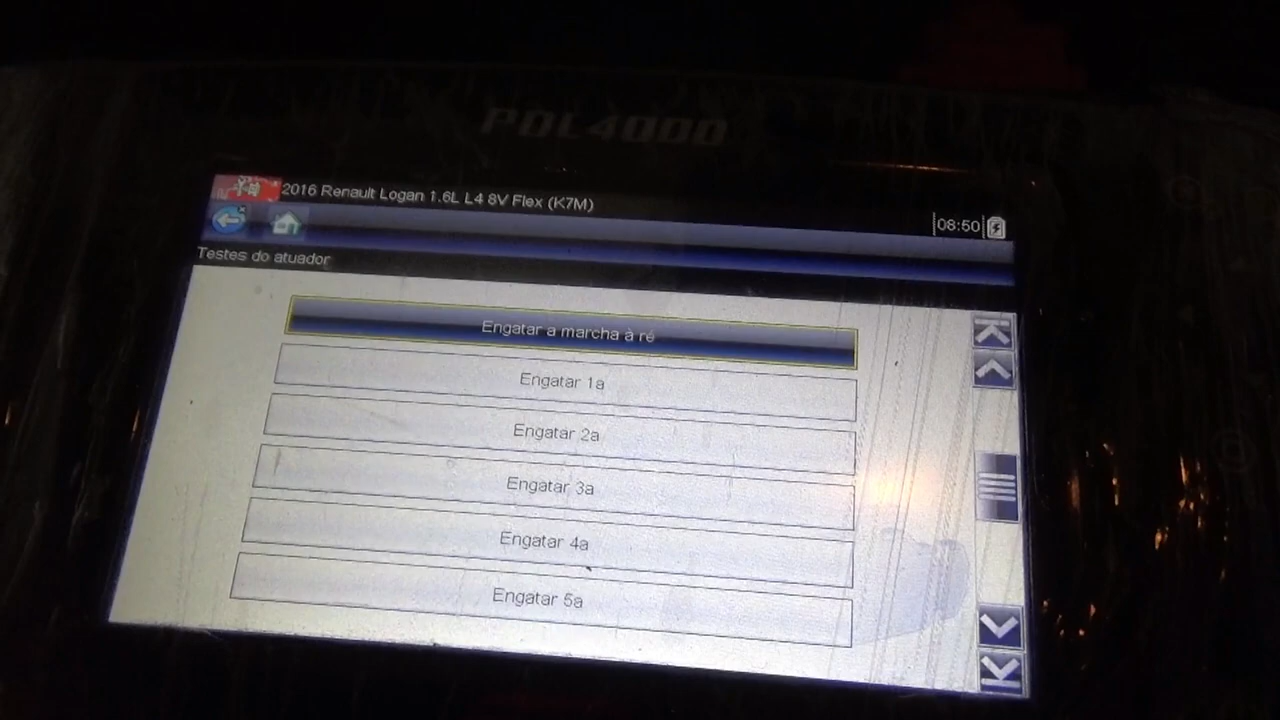 PDL4000
2016 Renault Logan 1.6L L4 8V Flex (K7M)
08:50
Testes do atuador
Engatar a marcha à ré
Engatar 1a
Engatar 2a
Engatar 3a
Engatar 4a
Engatar 5a